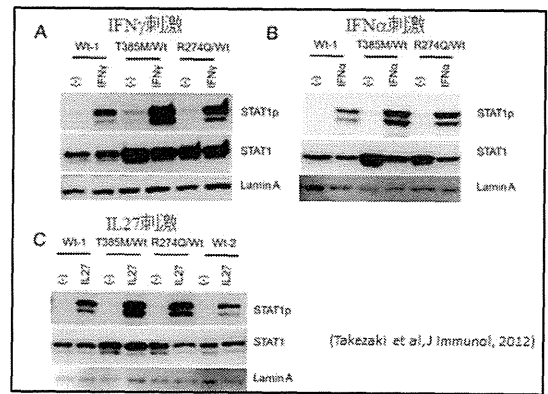 IFNγ刺激
A
Wt-1 T385M/Wt R274Q/Wt
(-) IFNγ (-) IFNγ (-) IFNγ
STAT1p
STAT1
Lamin A
IFNα刺激
B
Wt-1 T385M/Wt R274Q/Wt
(-) IFNα (-) IFNα (-) IFNα
STAT1p
STAT1
Lamin A
IL27刺激
C
Wt-1 T385M/Wt R274Q/Wt Wt-2
(-) IL27 (-) IL27 (-) IL27 (-) IL27
STAT1p
STAT1
Lamin A
(Takezaki et al,J Immunol, 2012)